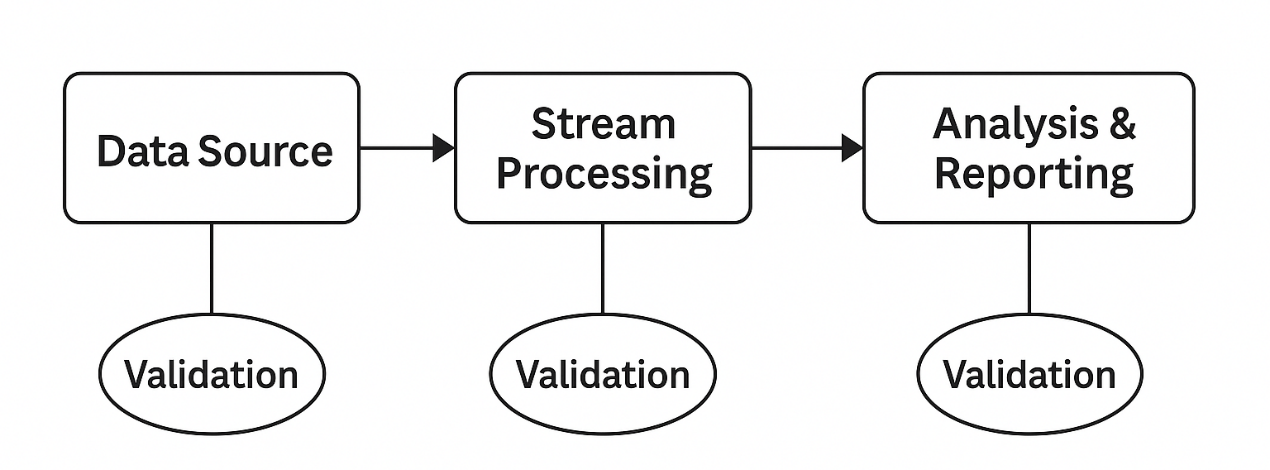 Data Source
Stream
Processing
Analysis &
Reporting
Validation
Validation
Validation